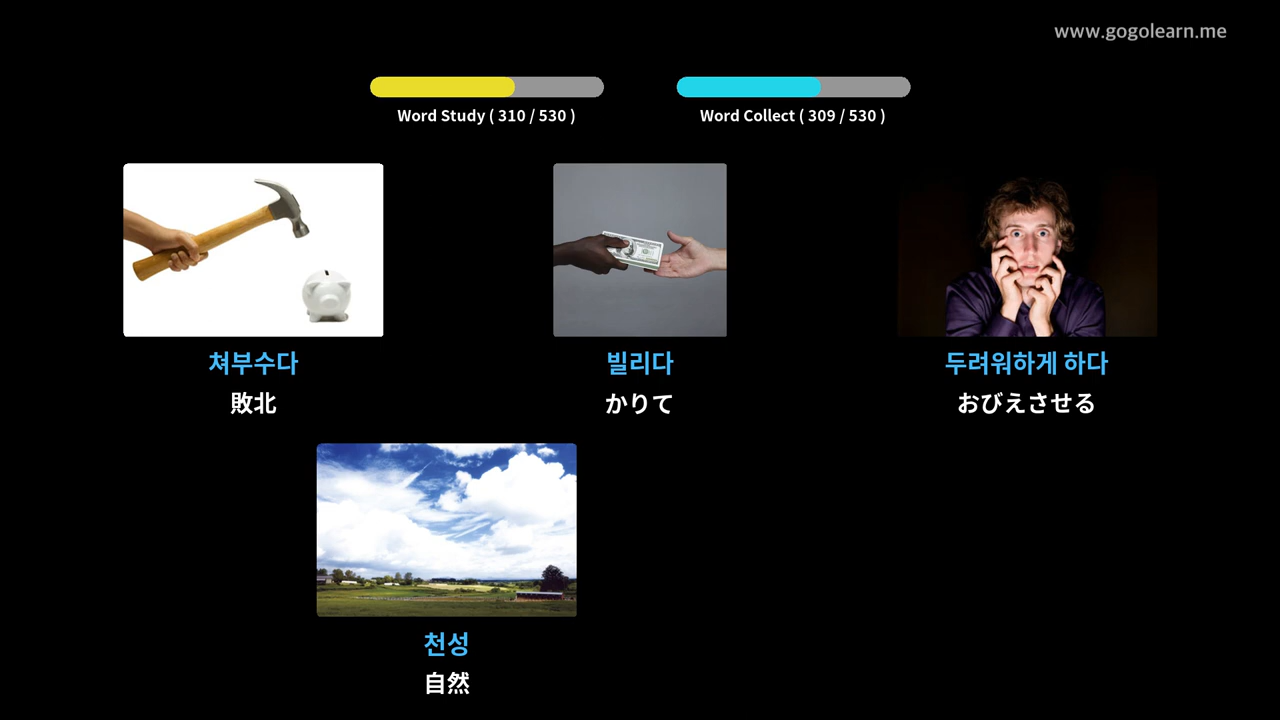 www.gogolearn.me
Word Study ( 310 / 530 )
Word Collect ( 309 / 530 )
쳐부수다
敗北
빌리다
かりて
두려워하게 하다
おびえさせる
천성
自然